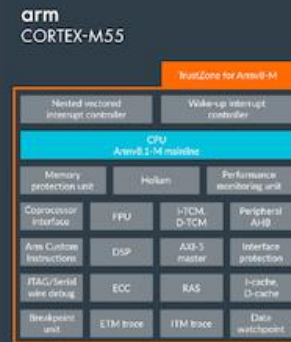 arm
CORTEX-M55
TrustZone for Armv8-M
Nested vectored
interrupt controller
Wake-up interrupt
controller
CPU
Armv8.1-M mainline
Memory
protection unit
Helium
Performance
monitoring unit
Coprocessor
interface
FPU
I-TCM,
D-TCM
Peripheral
AHB
Arm Custom
Instructions
DSP
AXI-5
master
Interface
protection
JTAG/Serial
wire debug
ECC
RAS
I-cache,
D-cache
Breakpoint
unit
ETM trace
ITM trace
Data
watchpoint